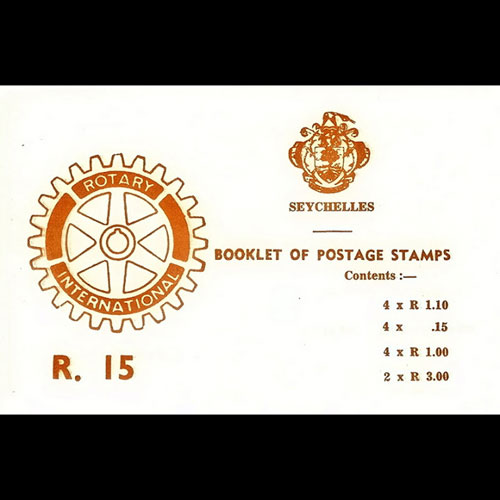 ROTARY
INTERNATIONAL
R. 15
SEYCHELLES
BOOKLET OF POSTAGE STAMPS
Contents :—
4 x R 1.10
4 x .15
4 x R 1.00
2 x R 3.00